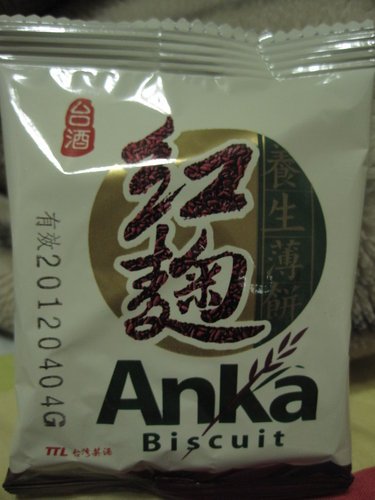 台酒
紅麴
養生薄餅
有效20120404G
Anka
Biscuit
TTL 台灣菸酒